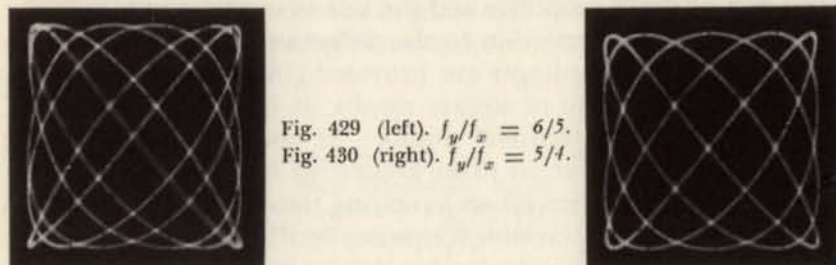 Fig. 429 (left). f_y/f_x = 6/5.
Fig. 430 (right). f_y/f_x = 5/4.